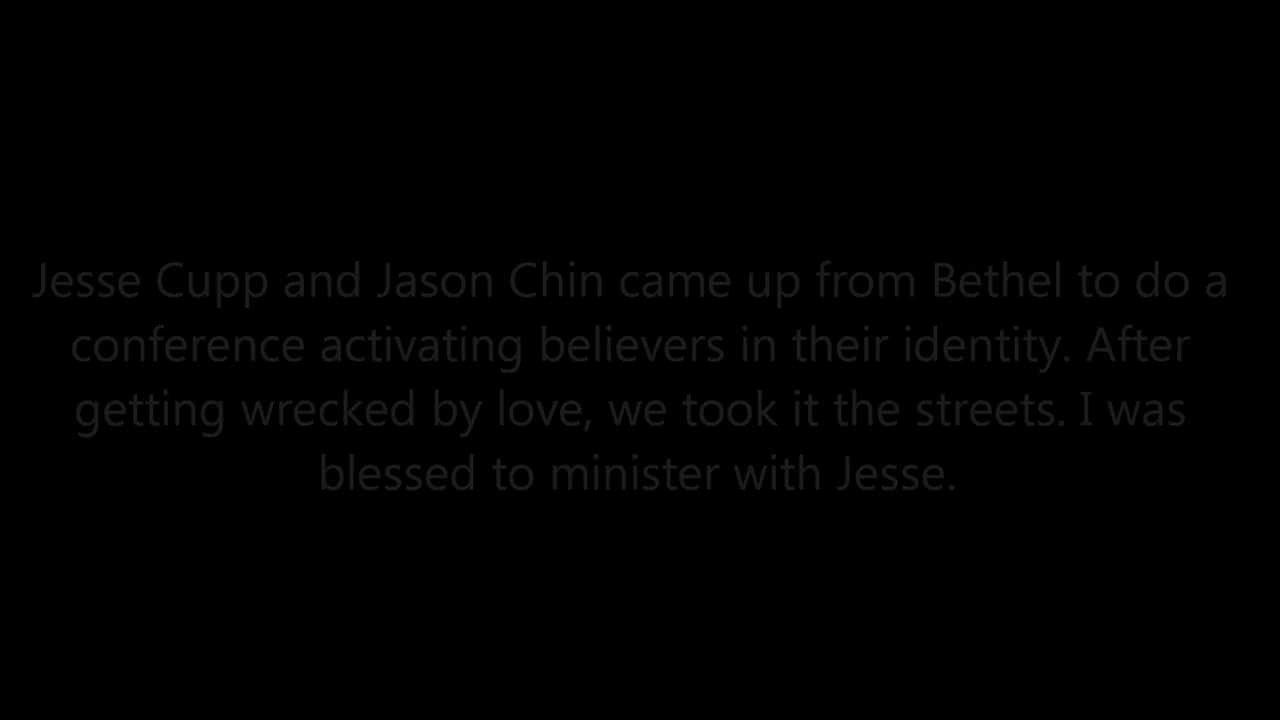 Jesse Cupp and Jason Chin came up from Bethel to do a
conference activating believers in their identity. After
getting wrecked by love, we took it the streets. I was
blessed to minister with Jesse.